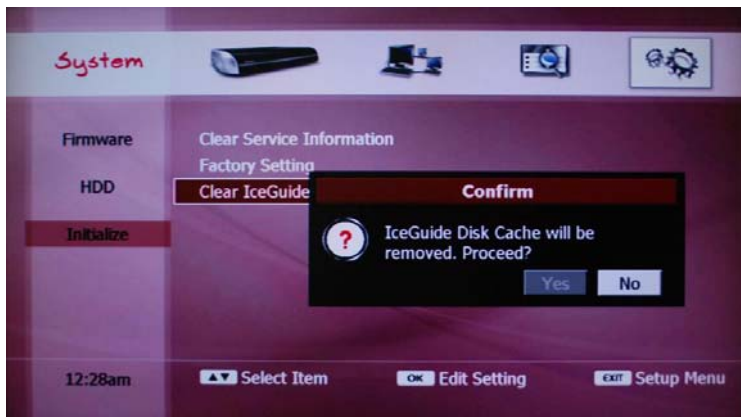 System
Firmware
HDD
Initialize
Clear Service Information
Factory Setting
Clear IceGuide
Confirm
?
IceGuide Disk Cache will be
removed. Proceed?
Yes
No
12:28am
▲▼ Select Item
OK Edit Setting
EXIT Setup Menu